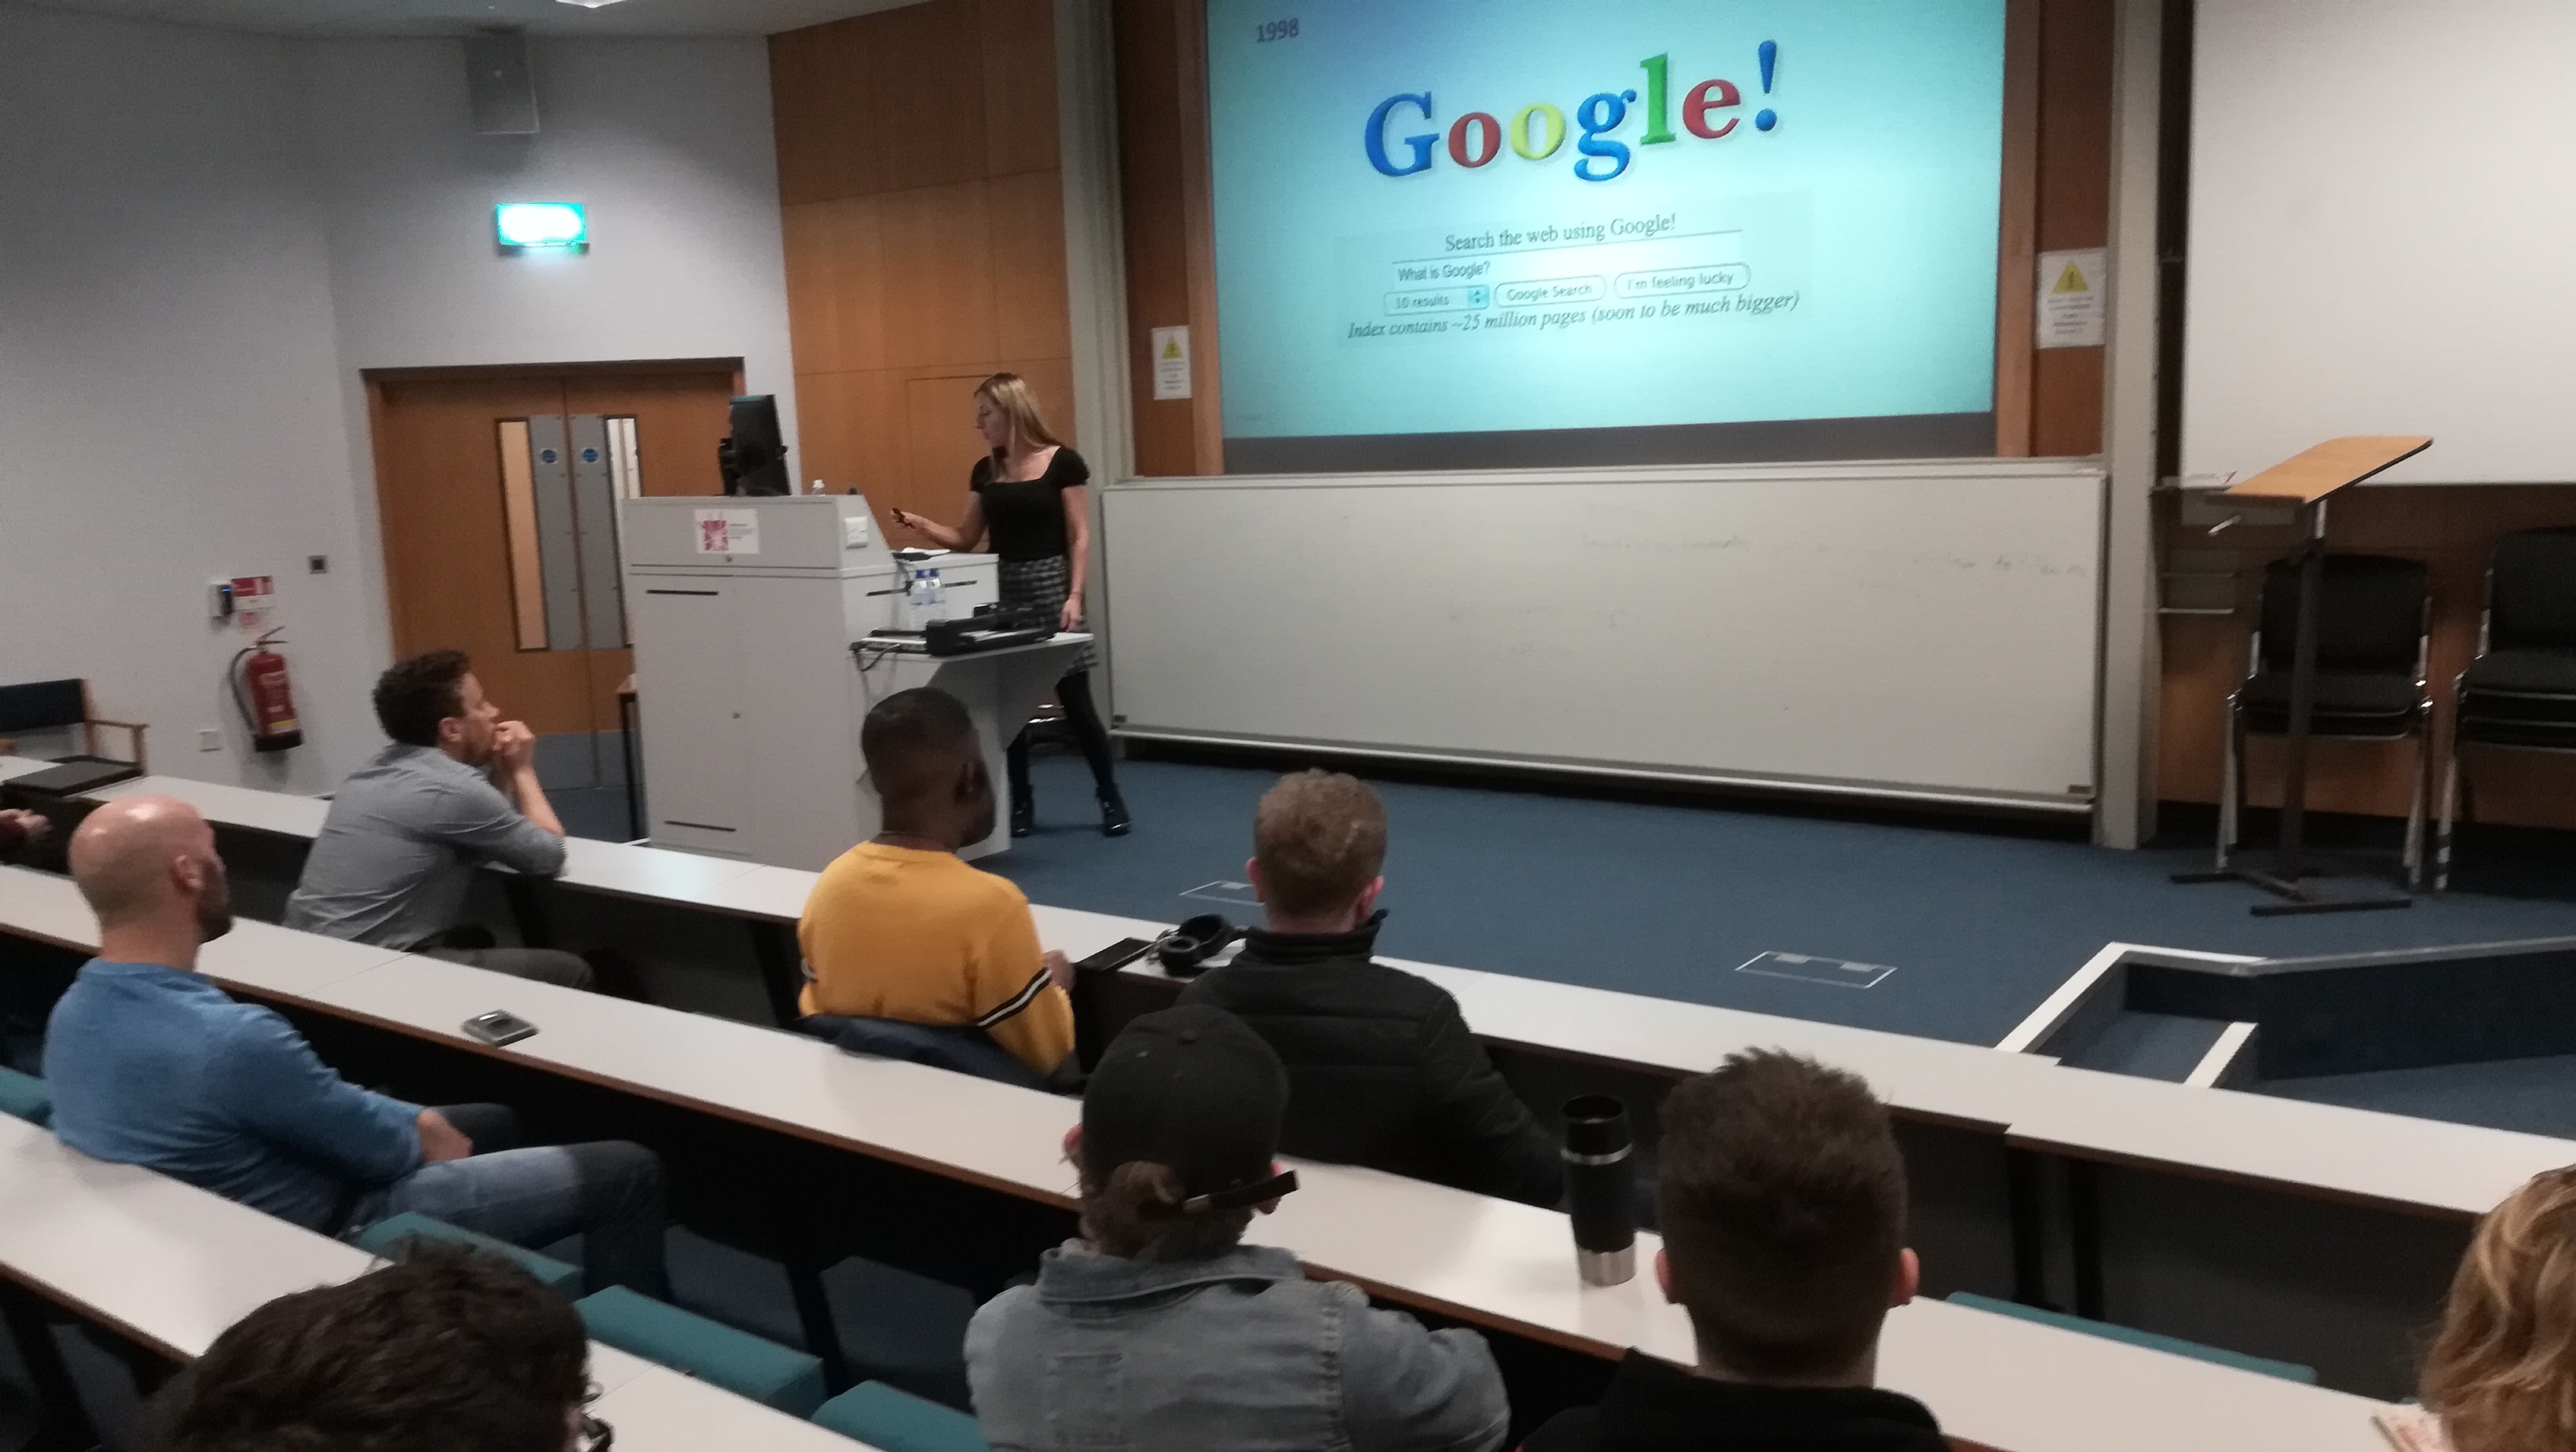 1998
Google!
Search the web using Google!
What is Google?
10 results
Google Search
I'm feeling lucky
Index contains ~25 million pages (soon to be much bigger)